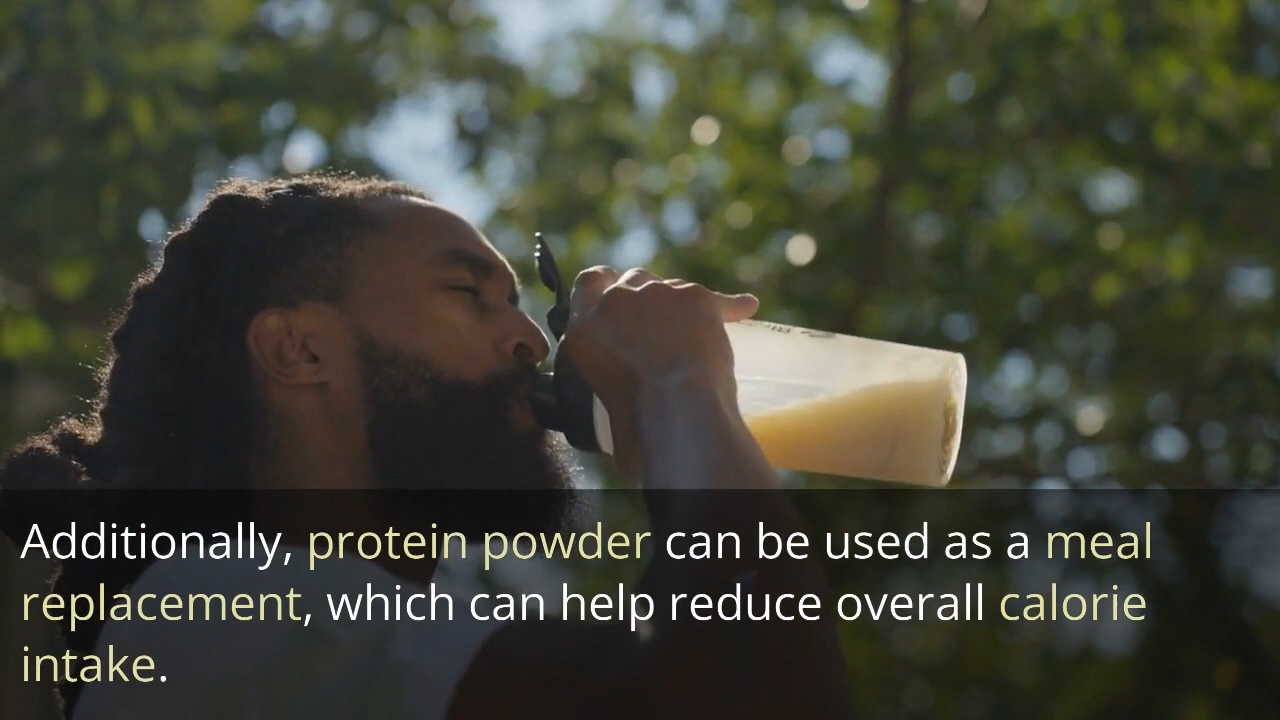 Additionally, protein powder can be used as a meal
replacement, which can help reduce overall calorie
intake.